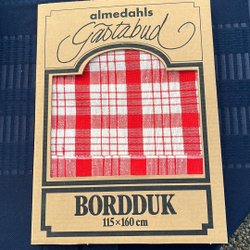 almedahls
Gästabud
BORDDUK
115×160 cm